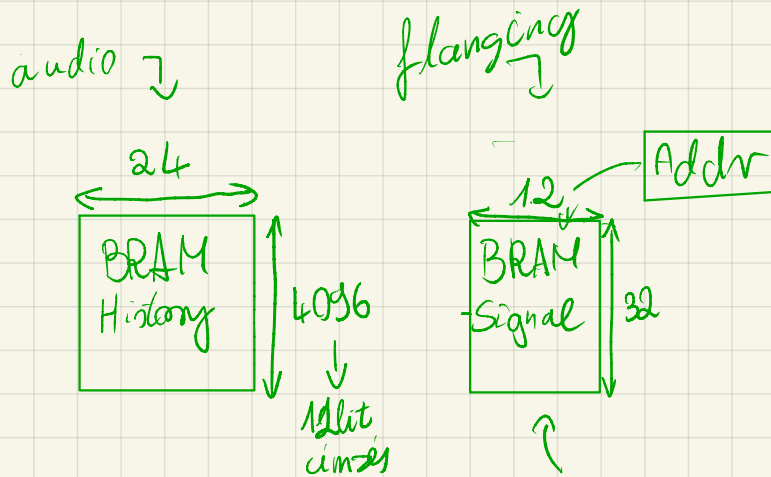 audio
flanging
24
12
Addr
BRAM
History
4096
12bit
címzés
BRAM
Signal
32